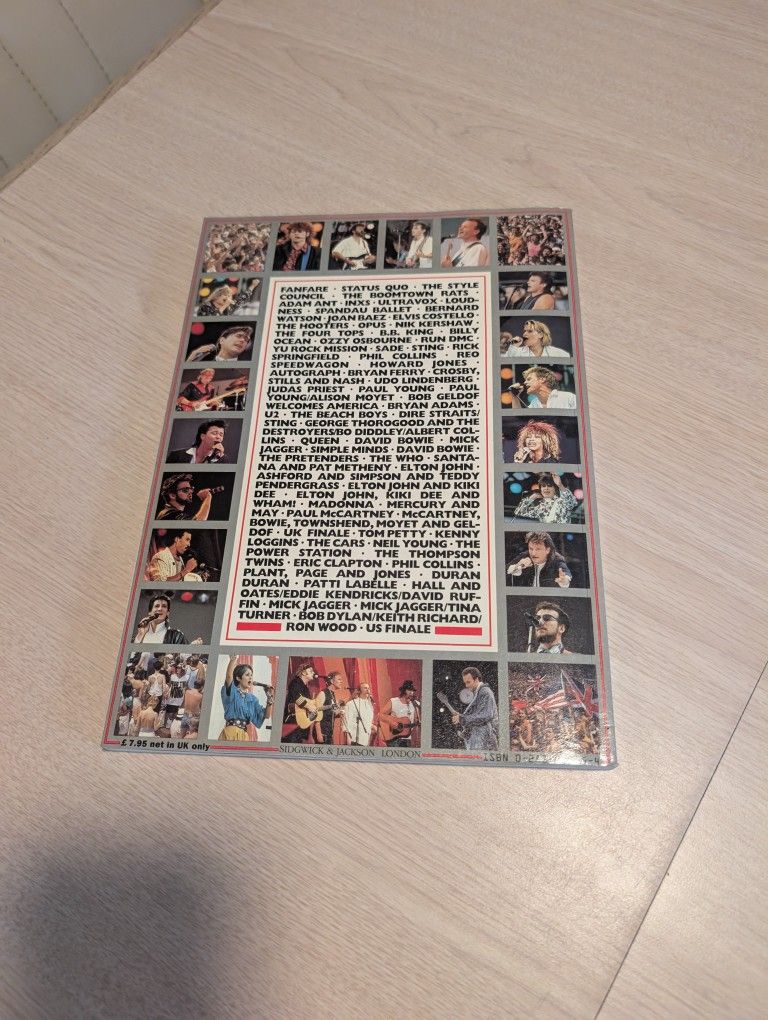 FANFARE · STATUS QUO · THE STYLE
COUNCIL · THE BOOMTOWN RATS ·
ADAM ANT · INXS · ULTRAVOX · LOUD-
NESS · SPANDAU BALLET · BERNARD
WATSON · JOAN BAEZ · ELVIS COSTELLO ·
THE HOOTERS · OPUS · NIK KERSHAW ·
THE FOUR TOPS · B.B. KING · BILLY
OCEAN · OZZY OSBOURNE · RUN DMC ·
YU ROCK MISSION · SADE · STING · RICK
SPRINGFIELD · PHIL COLLINS · REO
SPEEDWAGON · HOWARD JONES ·
AUTOGRAPH · BRYAN FERRY · CROSBY,
STILLS AND NASH · UDO LINDENBERG ·
JUDAS PRIEST · PAUL YOUNG · PAUL
YOUNG/ALISON MOYET · BOB GELDOF
WELCOMES AMERICA · BRYAN ADAMS ·
U2 · THE BEACH BOYS · DIRE STRAITS/
STING · GEORGE THOROGOOD AND THE
DESTROYERS/BO DIDDLEY/ALBERT COL-
LINS · QUEEN · DAVID BOWIE · MICK
JAGGER · SIMPLE MINDS · DAVID BOWIE ·
THE PRETENDERS · THE WHO · SANTA-
NA AND PAT METHENY · ELTON JOHN ·
ASHFORD AND SIMPSON AND TEDDY
PENDERGRASS · ELTON JOHN AND KIKI
DEE · ELTON JOHN, KIKI DEE AND
WHAM! · MADONNA · MERCURY AND
MAY · PAUL McCARTNEY · McCARTNEY,
BOWIE, TOWNSHEND, MOYET AND GEL-
DOF · UK FINALE · TOM PETTY · KENNY
LOGGINS · THE CARS · NEIL YOUNG · THE
POWER STATION · THE THOMPSON
TWINS · ERIC CLAPTON · PHIL COLLINS ·
PLANT, PAGE AND JONES · DURAN
DURAN · PATTI LABELLE · HALL AND
OATES/EDDIE KENDRICKS/DAVID RUF-
FIN · MICK JAGGER · MICK JAGGER/TINA
TURNER · BOB DYLAN/KEITH RICHARD/
RON WOOD · US FINALE
£ 7.95 net in UK only
SIDGWICK & JACKSON LONDON
ISBN